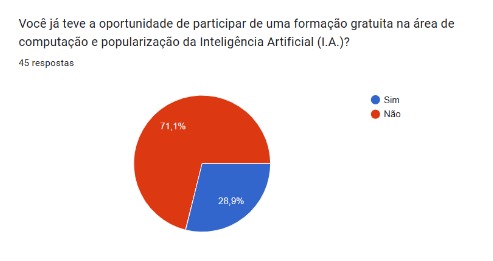 Você já teve a oportunidade de participar de uma formação gratuita na área de
computação e popularização da Inteligência Artificial (I.A.)?
45 respostas
Sim
Não
71,1%
28,9%